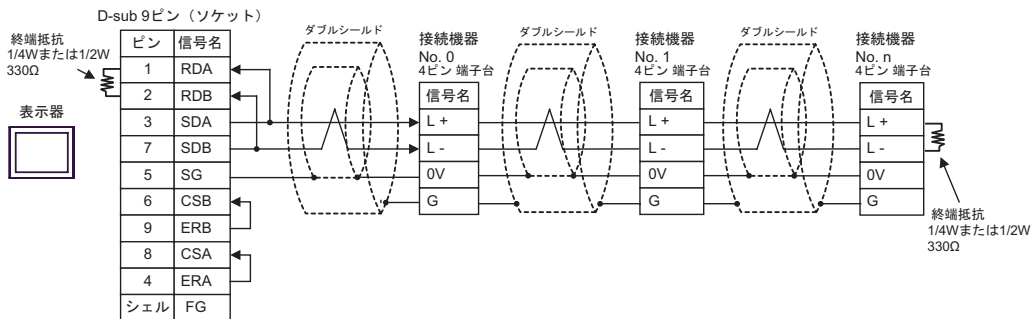 D-sub 9ピン（ソケット）
終端抵抗
1/4Wまたは1/2W
330Ω
表示器
ピン 信号名
1 RDA
2 RDB
3 SDA
7 SDB
5 SG
6 CSB
9 ERB
8 CSA
4 ERA
シェル FG
ダブルシールド
接続機器
No. 0
4ピン 端子台
信号名
L +
L -
0V
G
ダブルシールド
接続機器
No. 1
4ピン 端子台
信号名
L +
L -
0V
G
ダブルシールド
接続機器
No. n
4ピン 端子台
信号名
L +
L -
0V
G
終端抵抗
1/4Wまたは1/2W
330Ω